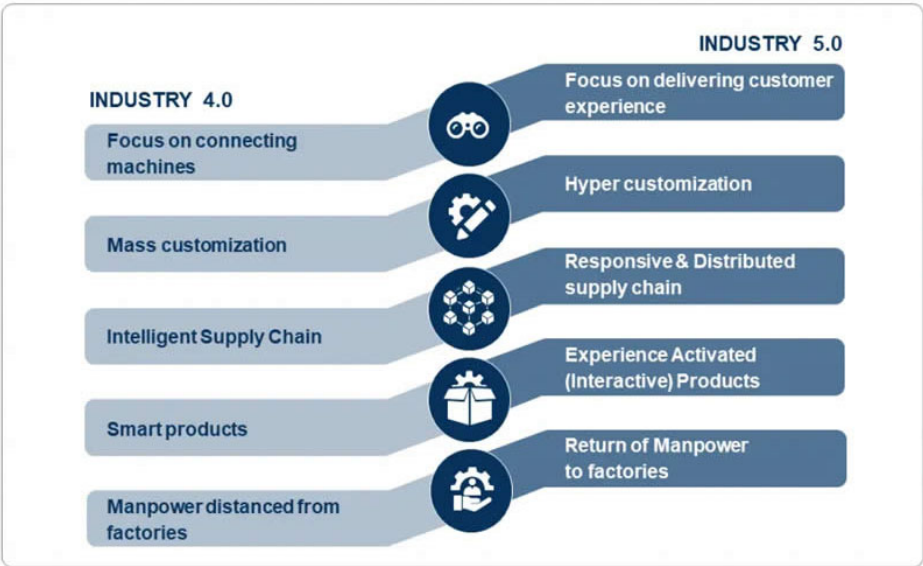 INDUSTRY 4.0
Focus on connecting
machines
Mass customization
Intelligent Supply Chain
Smart products
Manpower distanced from
factories
INDUSTRY 5.0
Focus on delivering customer
experience
Hyper customization
Responsive & Distributed
supply chain
Experience Activated
(Interactive) Products
Return of Manpower
to factories